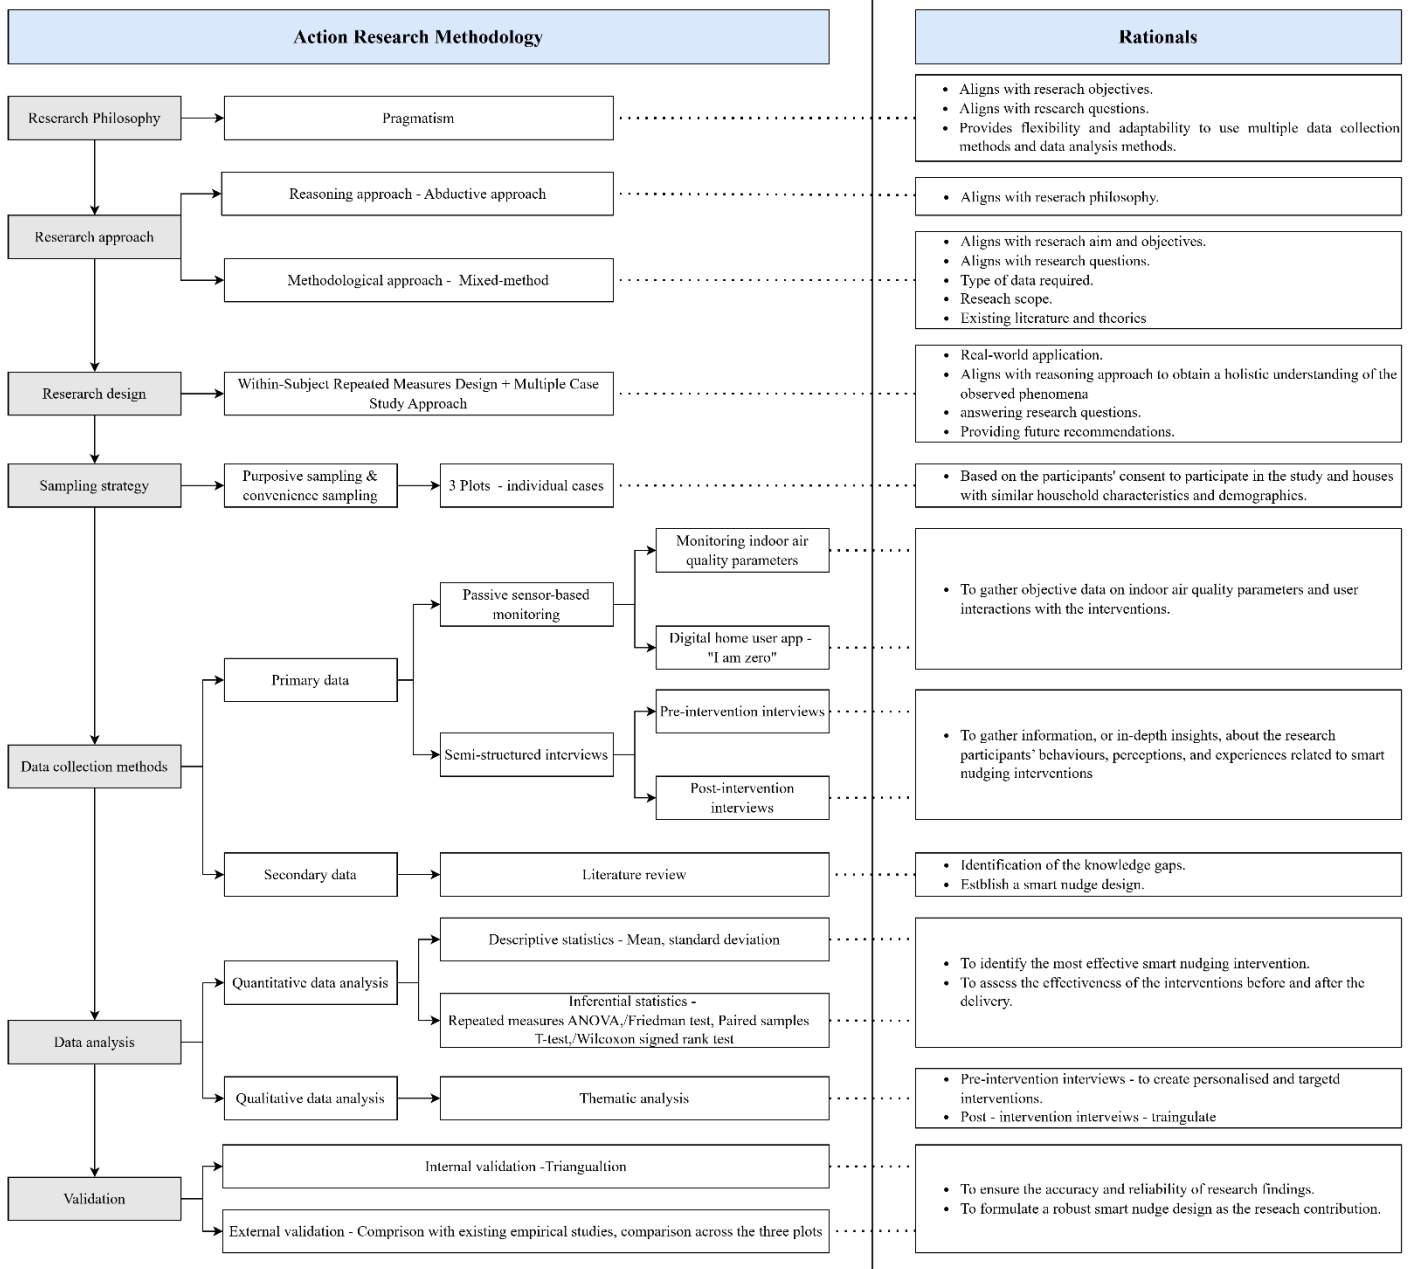 Action Research Methodology
Rationals
Research Philosophy
Pragmatism
• Aligns with reserach objectives.
• Aligns with research questions.
• Provides flexibility and adaptability to use multiple data collection
methods and data analysis methods.
Research approach
Reasoning approach - Abductive approach
• Aligns with reserach philosophy.
Methodological approach - Mixed-method
• Aligns with reserach aim and objectives.
• Aligns with research questions.
• Type of data required.
• Reseach scope.
• Existing literature and theories
Research design
Within-Subject Repeated Measures Design + Multiple Case
Study Approach
• Real-world application.
• Aligns with reasoning approach to obtain a holistic understanding of the
observed phenomena
• answering research questions.
• Providing future recommendations.
Sampling strategy
Purposive sampling &
convenience sampling
3 Plots - individual cases
• Based on the participants' consent to participate in the study and houses
with similar household characteristics and demographics.
Data collection methods
Primary data
Passive sensor-based
monitoring
Monitoring indoor air
quality parameters
Digital home user app -
"I am zero"
• To gather objective data on indoor air quality parameters and user
interactions with the interventions.
Semi-structured interviews
Pre-intervention interviews
Post-intervention
interviews
• To gather information, or in-depth insights, about the research
participants' behaviours, perceptions, and experiences related to smart
nudging interventions
Secondary data
Literature review
• Identification of the knowledge gaps.
• Estblish a smart nudge design.
Data analysis
Quantitative data analysis
Descriptive statistics - Mean, standard deviation
Inferential statistics -
Repeated measures ANOVA,/Friedman test, Paired samples
T-test,/Wilcoxon signed rank test
• To identify the most effective smart nudging intervention.
• To assess the effectiveness of the interventions before and after the
delivery.
Qualitative data analysis
Thematic analysis
• Pre-intervention interviews - to create personalised and targetd
interventions.
• Post - intervention interveiws - traingulate
Validation
Internal validation -Triangualtion
External validation - Comprison with existing empirical studies, comparison across the three plots
• To ensure the accuracy and reliability of research findings.
• To formulate a robust smart nudge design as the reseach contribution.